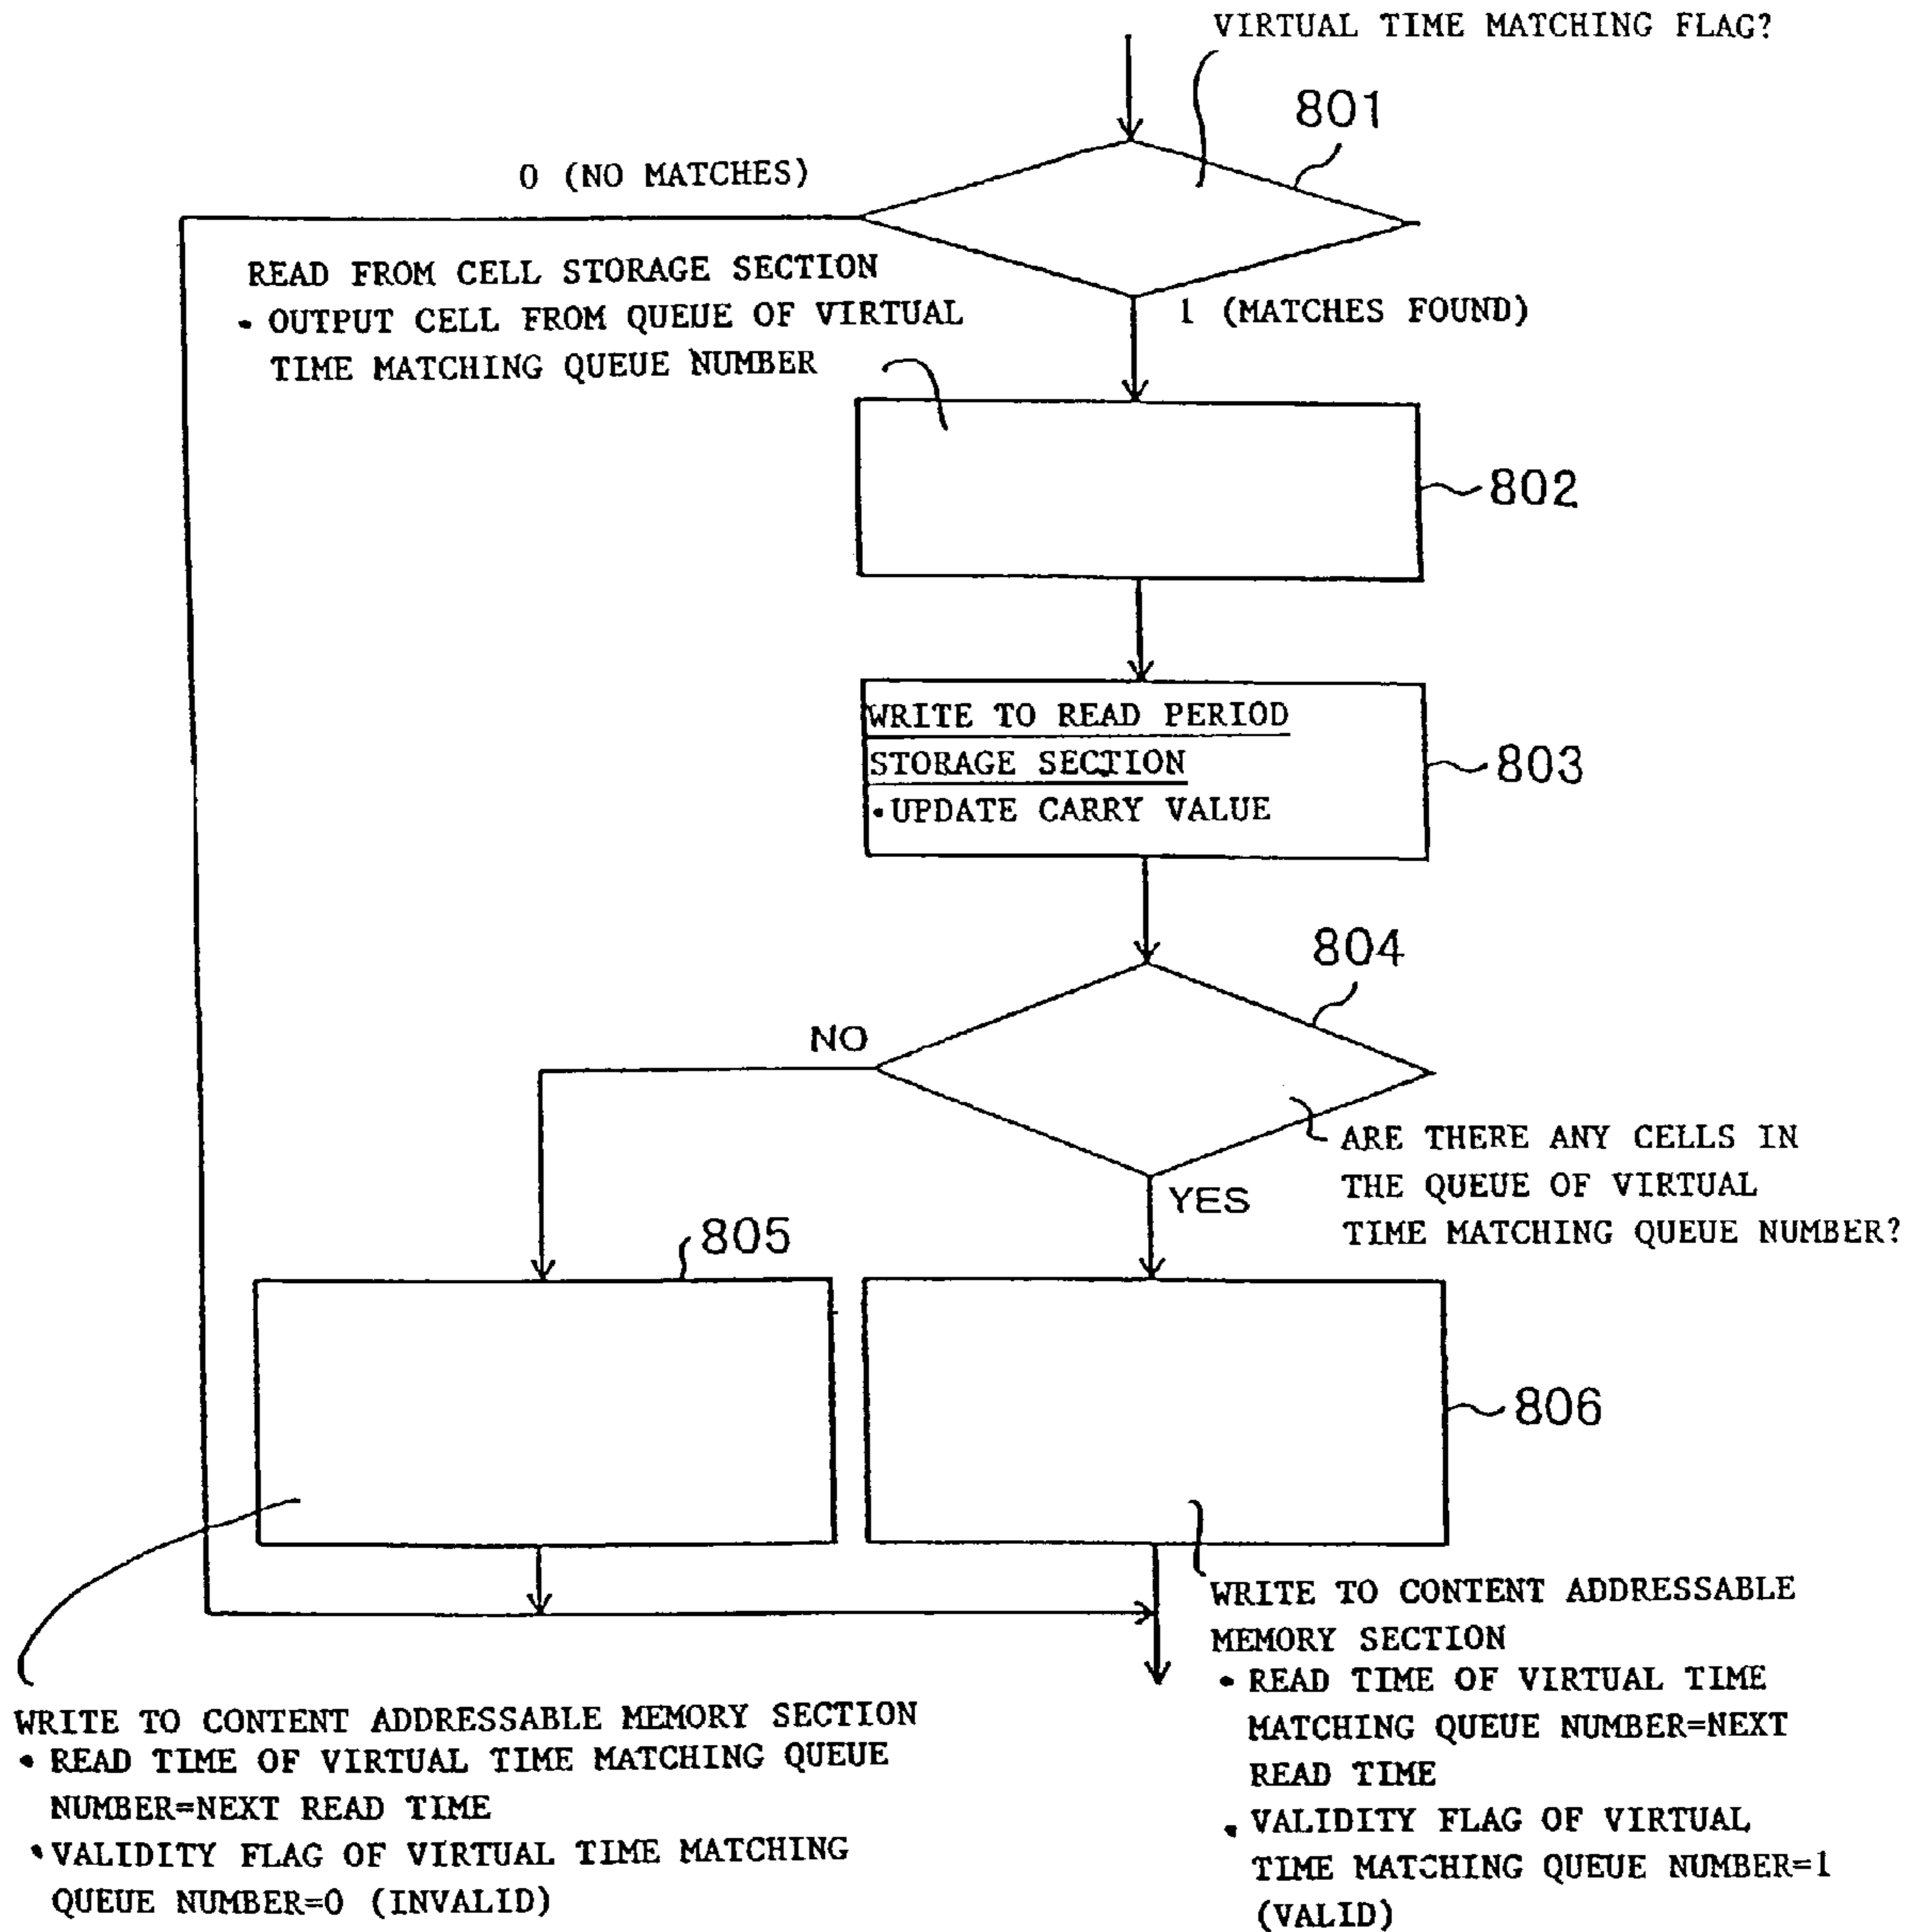 VIRTUAL TIME MATCHING FLAG?
801
0 (NO MATCHES)
READ FROM CELL STORAGE SECTION
• OUTPUT CELL FROM QUEUE OF VIRTUAL
TIME MATCHING QUEUE NUMBER
1 (MATCHES FOUND)
802
WRITE TO READ PERIOD
STORAGE SECTION
•UPDATE CARRY VALUE
803
804
NO
ARE THERE ANY CELLS IN
THE QUEUE OF VIRTUAL
TIME MATCHING QUEUE NUMBER?
YES
805
806
WRITE TO CONTENT ADDRESSABLE
MEMORY SECTION
• READ TIME OF VIRTUAL TIME
MATCHING QUEUE NUMBER=NEXT
READ TIME
• VALIDITY FLAG OF VIRTUAL
TIME MATCHING QUEUE NUMBER=1
(VALID)
WRITE TO CONTENT ADDRESSABLE MEMORY SECTION
• READ TIME OF VIRTUAL TIME MATCHING QUEUE
NUMBER=NEXT READ TIME
•VALIDITY FLAG OF VIRTUAL TIME MATCHING
QUEUE NUMBER=0 (INVALID)